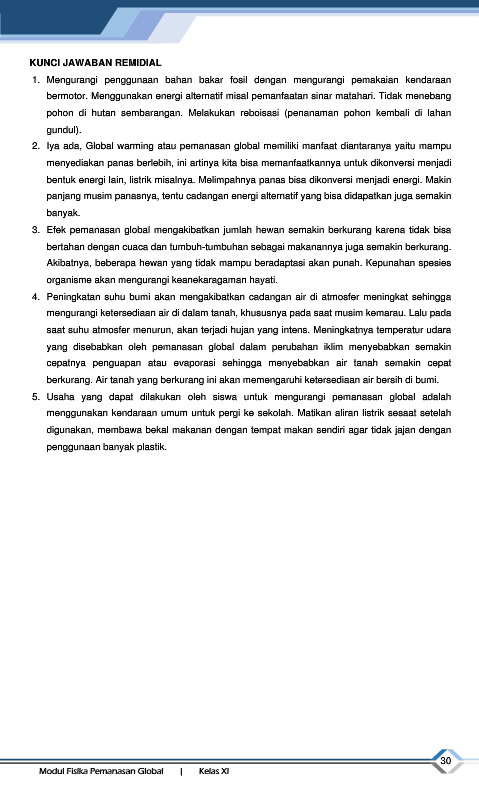 KUNCI JAWABAN REMIDIAL
1. Mengurangi penggunaan bahan bakar fosil dengan mengurangi pemakaian kendaraan
bermotor. Menggunakan energi alternatif misal pemanfaatan sinar matahari. Tidak menebang
pohon di hutan sembarangan. Melakukan reboisasi (penanaman pohon kembali di lahan
gundul).
2. Iya ada, Global warming atau pemanasan global memiliki manfaat diantaranya yaitu mampu
menyediakan panas berlebih, ini artinya kita bisa memanfaatkannya untuk dikonversi menjadi
bentuk energi lain, listrik misalnya. Melimpahnya panas bisa dikonversi menjadi energi. Makin
panjang musim panasnya, tentu cadangan energi alternatif yang bisa didapatkan juga semakin
banyak.
3. Efek pemanasan global mengakibatkan jumlah hewan semakin berkurang karena tidak bisa
bertahan dengan cuaca dan tumbuh-tumbuhan sebagai makanannya juga semakin berkurang.
Akibatnya, beberapa hewan yang tidak mampu beradaptasi akan punah. Kepunahan spesies
organisme akan mengurangi keanekaragaman hayati.
4. Peningkatan suhu bumi akan mengakibatkan cadangan air di atmosfer meningkat sehingga
mengurangi ketersediaan air di dalam tanah, khususnya pada saat musim kemarau. Lalu pada
saat suhu atmosfer menurun, akan terjadi hujan yang intens. Meningkatnya temperatur udara
yang disebabkan oleh pemanasan global dalam perubahan iklim menyebabkan semakin
cepatnya penguapan atau evaporasi sehingga menyebabkan air tanah semakin cepat
berkurang. Air tanah yang berkurang ini akan memengaruhi ketersediaan air bersih di bumi.
5. Usaha yang dapat dilakukan oleh siswa untuk mengurangi pemanasan global adalah
menggunakan kendaraan umum untuk pergi ke sekolah. Matikan aliran listrik sesaat setelah
digunakan, membawa bekal makanan dengan tempat makan sendiri agar tidak jajan dengan
penggunaan banyak plastik.
30
Modul Fisika Pemanasan Global | Kelas XI